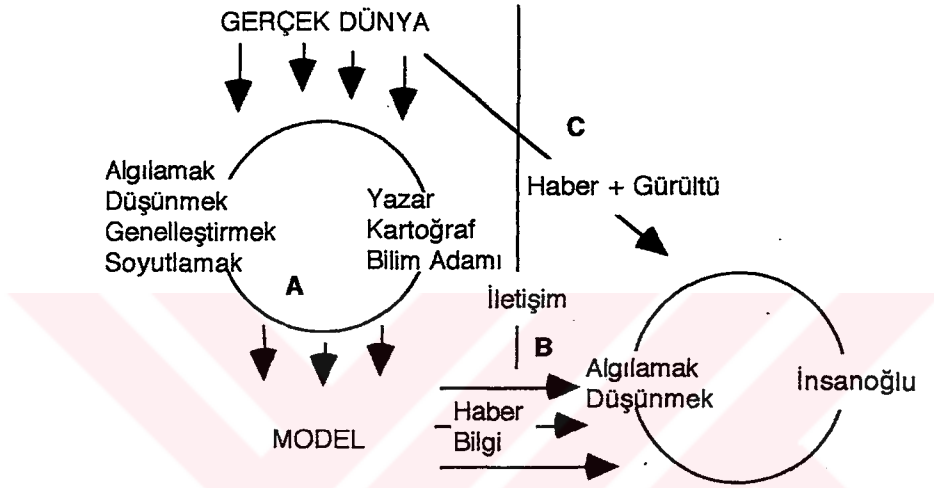 GERÇEK DÜNYA
C
Haber + Gürültü
Algılamak
Düşünmek
Genelleştirmek
Soyutlamak
Yazar
Kartoğraf
Bilim Adamı
A
İletişim
B
Algılamak
Düşünmek
İnsanoğlu
Haber
Bilgi
MODEL